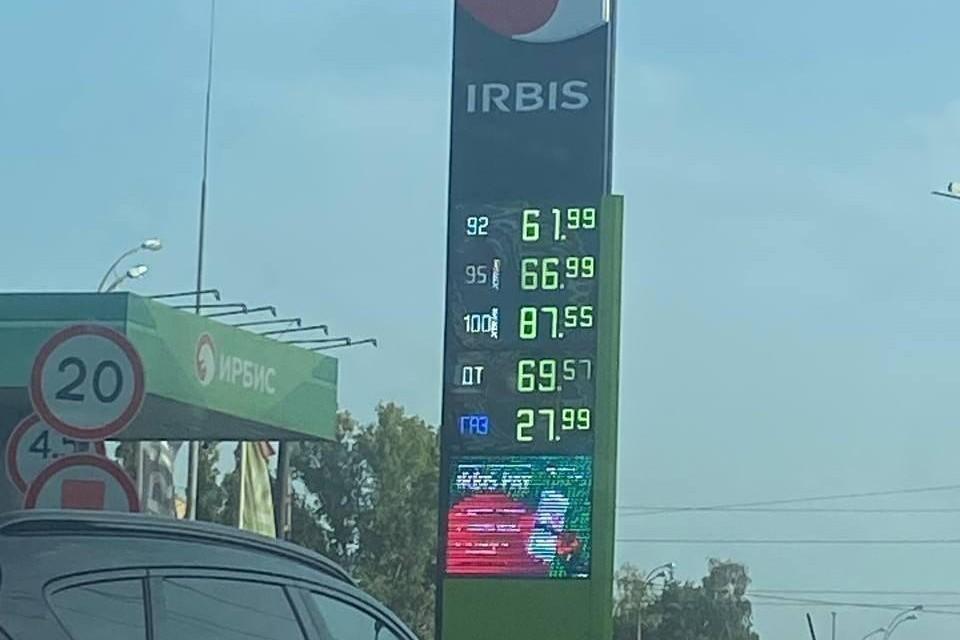 IRBIS
92 61.99
95 66.99
100 87.55
ДТ 69.57
ГАЗ 27.99
ИРБИС
20